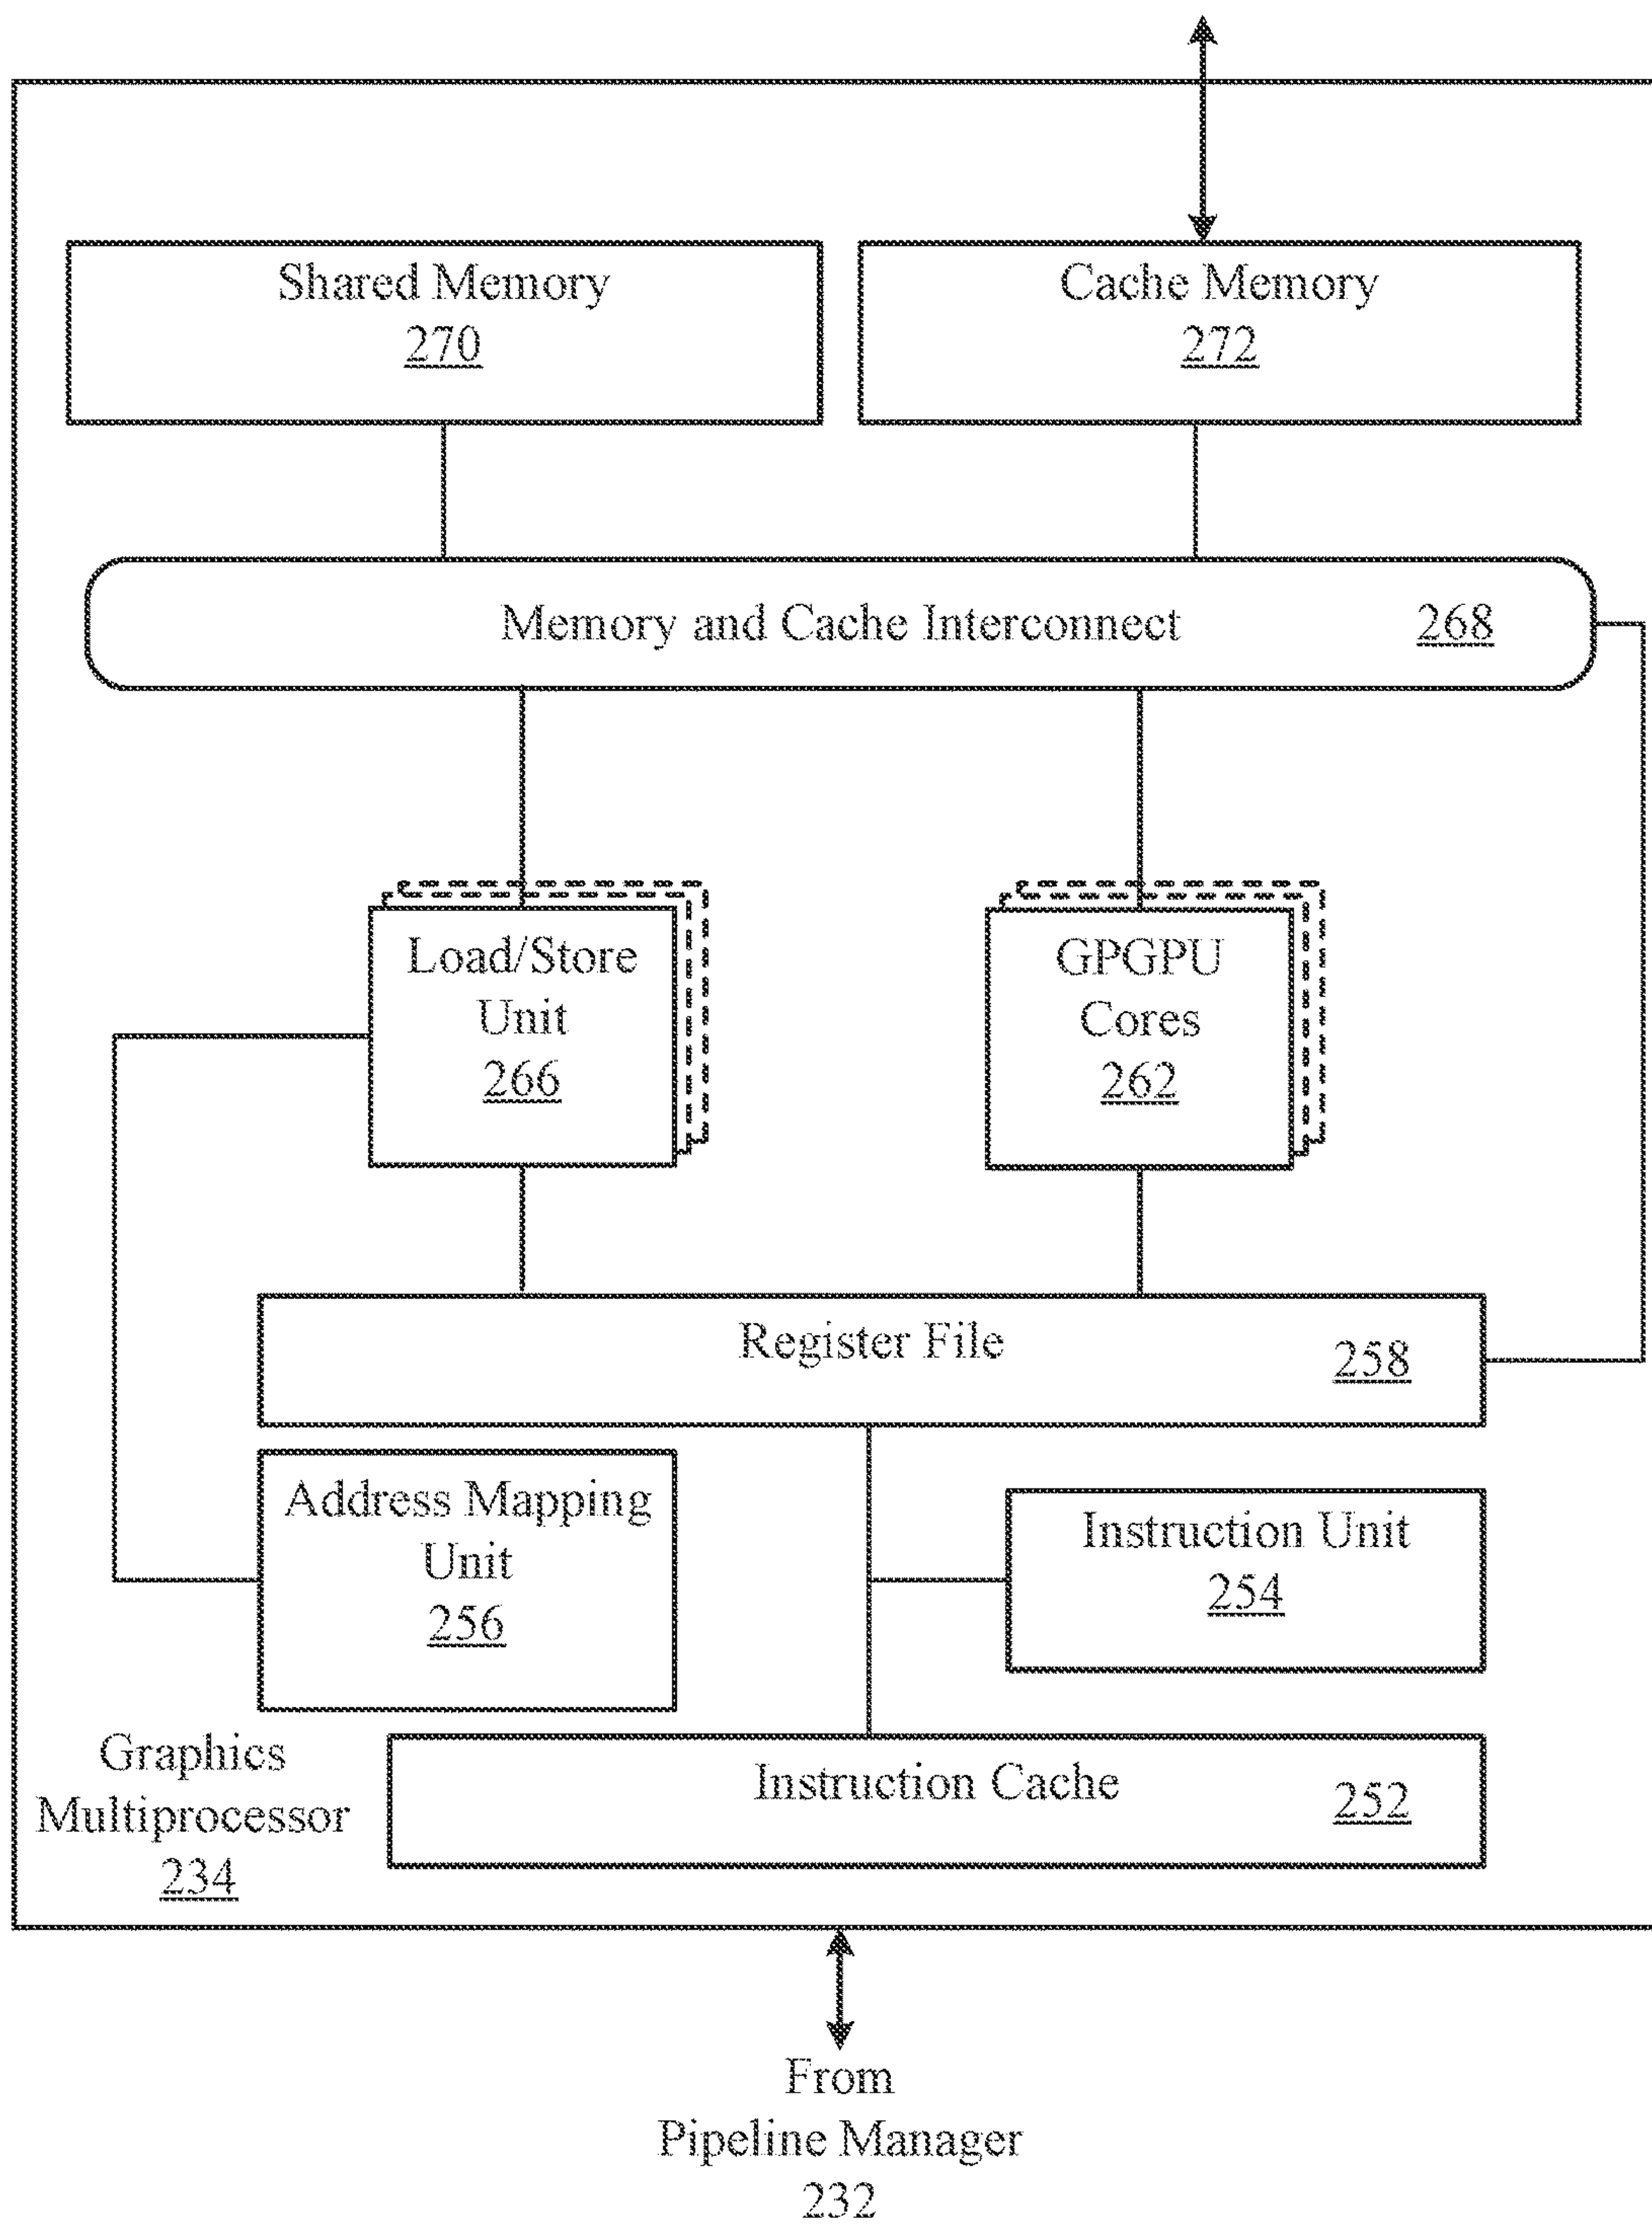 Shared Memory
270
Cache Memory
272
Memory and Cache Interconnect 268
Load/Store
Unit
266
GPGPU
Cores
262
Register File 258
Address Mapping
Unit
256
Instruction Unit
254
Graphics
Multiprocessor
234
Instruction Cache 252
From
Pipeline Manager
232